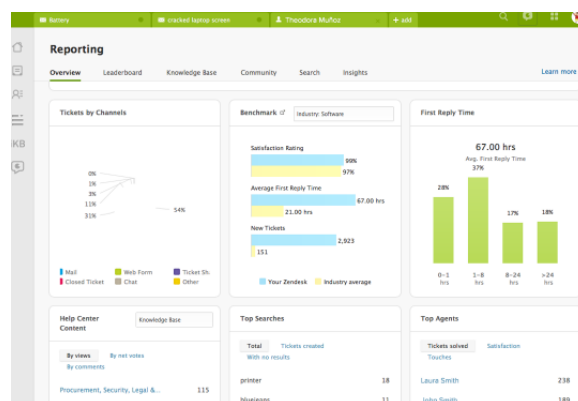 Battery
cracked laptop screen
Theodora Muñoz
+ add
Reporting
Overview Leaderboard Knowledge Base Community Search Insights Learn more
Tickets by Channels
0%
1%
3%
11%
31%
54%
Mail Web Form Ticket Sh.
Closed Ticket Chat Other
Benchmark
Industry: Software
Satisfaction Rating
99%
97%
Average First Reply Time
67.00 hrs
21.00 hrs
New Tickets
2,923
151
Your Zendesk Industry average
First Reply Time
67.00 hrs
Avg. First Reply Time
28% 37% 17% 18%
0-1 hrs 1-8 hrs 8-24 hrs >24 hrs
KB
Help Center Content
Knowledge Base
By views By net votes
By comments
Procurement, Security, Legal &... 115
Top Searches
Total Tickets created
With no results
printer 18
bluejeans 11
Top Agents
Tickets solved Satisfaction
Touches
Laura Smith 238
John Smith 189